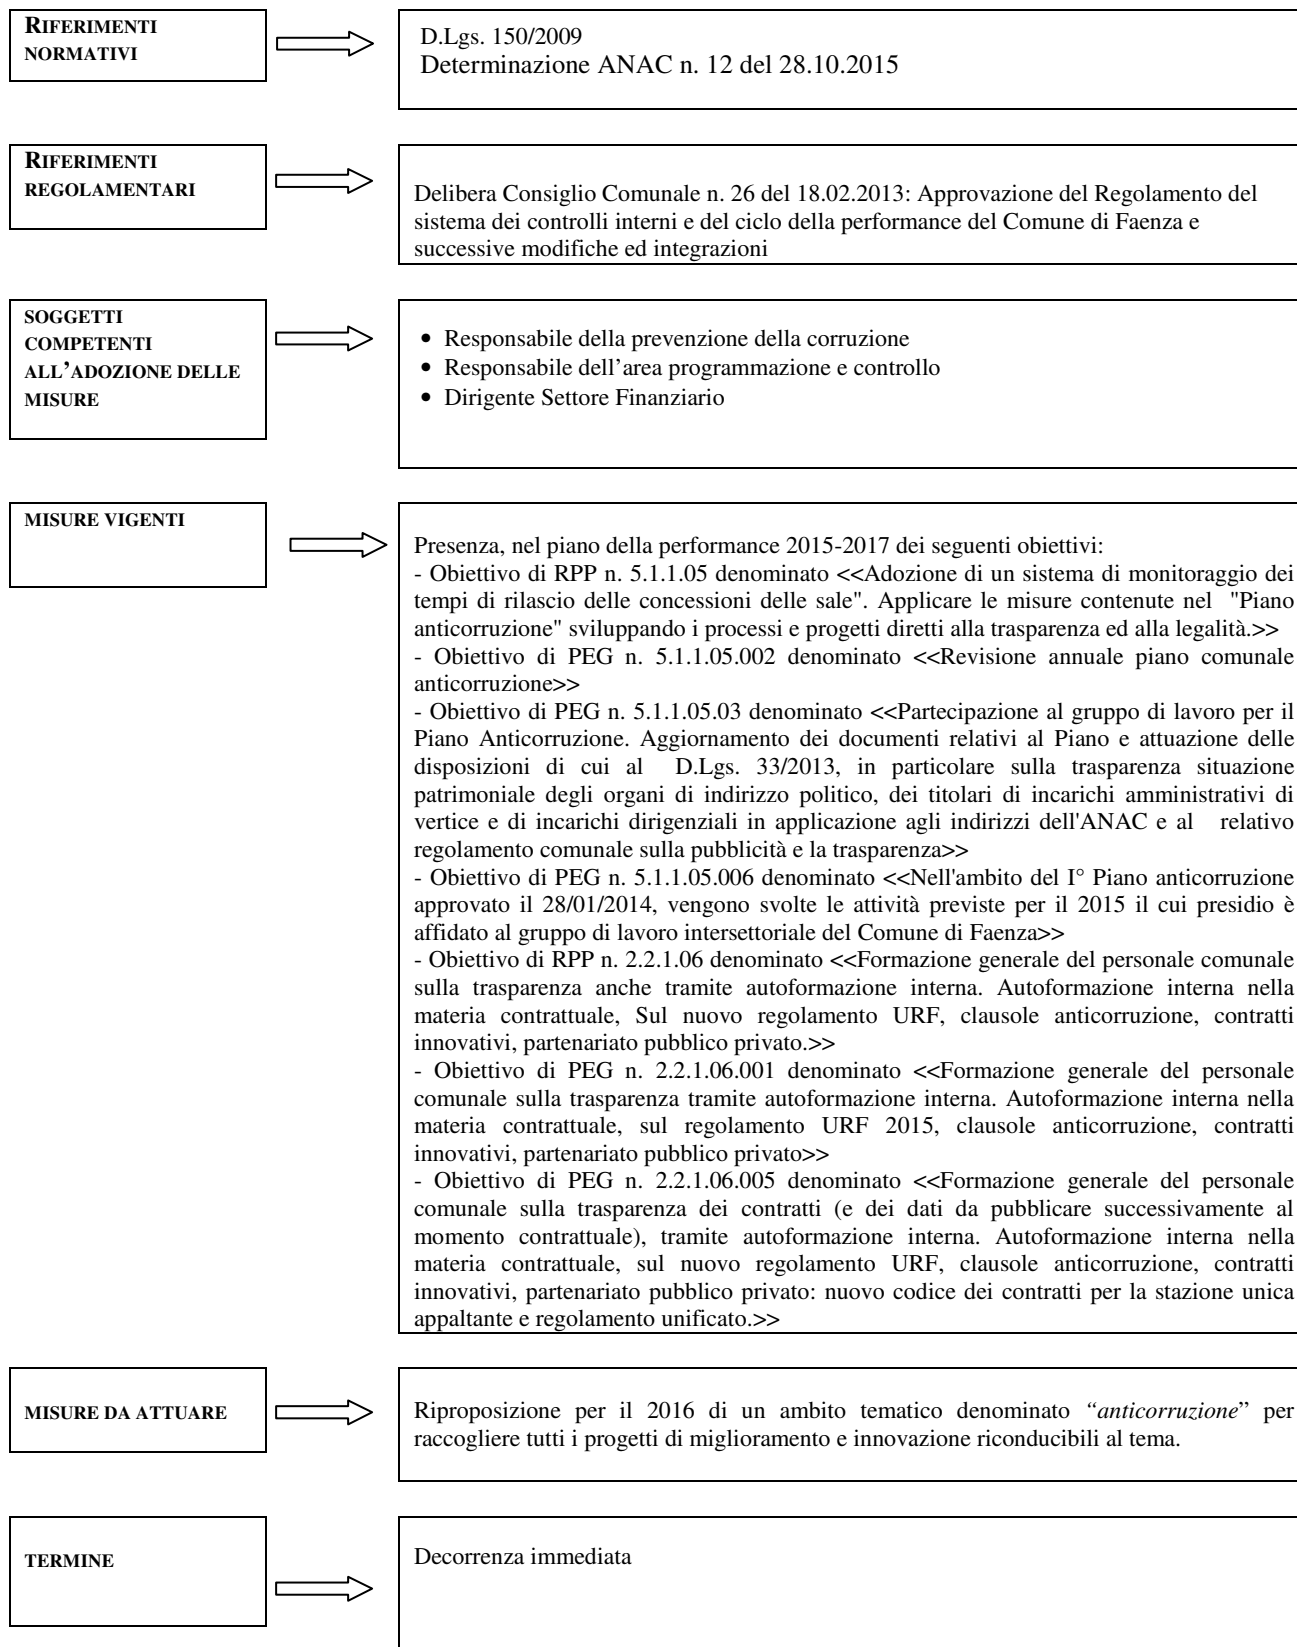 RIFERIMENTI
NORMATIVI
D.Lgs. 150/2009
Determinazione ANAC n. 12 del 28.10.2015
RIFERIMENTI
REGOLAMENTARI
Delibera Consiglio Comunale n. 26 del 18.02.2013: Approvazione del Regolamento del
sistema dei controlli interni e del ciclo della performance del Comune di Faenza e
successive modifiche ed integrazioni
SOGGETTI
COMPETENTI
ALL'ADOZIONE DELLE
MISURE
• Responsabile della prevenzione della corruzione
• Responsabile dell'area programmazione e controllo
• Dirigente Settore Finanziario
MISURE VIGENTI
Presenza, nel piano della performance 2015-2017 dei seguenti obiettivi:
- Obiettivo di RPP n. 5.1.1.05 denominato <<Adozione di un sistema di monitoraggio dei
tempi di rilascio delle concessioni delle sale". Applicare le misure contenute nel "Piano
anticorruzione" sviluppando i processi e progetti diretti alla trasparenza ed alla legalità.>>
- Obiettivo di PEG n. 5.1.1.05.002 denominato <<Revisione annuale piano comunale
anticorruzione>>
- Obiettivo di PEG n. 5.1.1.05.03 denominato <<Partecipazione al gruppo di lavoro per il
Piano Anticorruzione. Aggiornamento dei documenti relativi al Piano e attuazione delle
disposizioni di cui al D.Lgs. 33/2013, in particolare sulla trasparenza situazione
patrimoniale degli organi di indirizzo politico, dei titolari di incarichi amministrativi di
vertice e di incarichi dirigenziali in applicazione agli indirizzi dell'ANAC e al relativo
regolamento comunale sulla pubblicità e la trasparenza>>
- Obiettivo di PEG n. 5.1.1.05.006 denominato <<Nell'ambito del I° Piano anticorruzione
approvato il 28/01/2014, vengono svolte le attività previste per il 2015 il cui presidio è
affidato al gruppo di lavoro intersettoriale del Comune di Faenza>>
- Obiettivo di RPP n. 2.2.1.06 denominato <<Formazione generale del personale comunale
sulla trasparenza anche tramite autoformazione interna. Autoformazione interna nella
materia contrattuale, Sul nuovo regolamento URF, clausole anticorruzione, contratti
innovativi, partenariato pubblico privato.>>
- Obiettivo di PEG n. 2.2.1.06.001 denominato <<Formazione generale del personale
comunale sulla trasparenza tramite autoformazione interna. Autoformazione interna nella
materia contrattuale, sul regolamento URF 2015, clausole anticorruzione, contratti
innovativi, partenariato pubblico privato>>
- Obiettivo di PEG n. 2.2.1.06.005 denominato <<Formazione generale del personale
comunale sulla trasparenza dei contratti (e dei dati da pubblicare successivamente al
momento contrattuale), tramite autoformazione interna. Autoformazione interna nella
materia contrattuale, sul nuovo regolamento URF, clausole anticorruzione, contratti
innovativi, partenariato pubblico privato: nuovo codice dei contratti per la stazione unica
appaltante e regolamento unificato.>>
MISURE DA ATTUARE
Riproposizione per il 2016 di un ambito tematico denominato “anticorruzione” per
raccogliere tutti i progetti di miglioramento e innovazione riconducibili al tema.
TERMINE
Decorrenza immediata